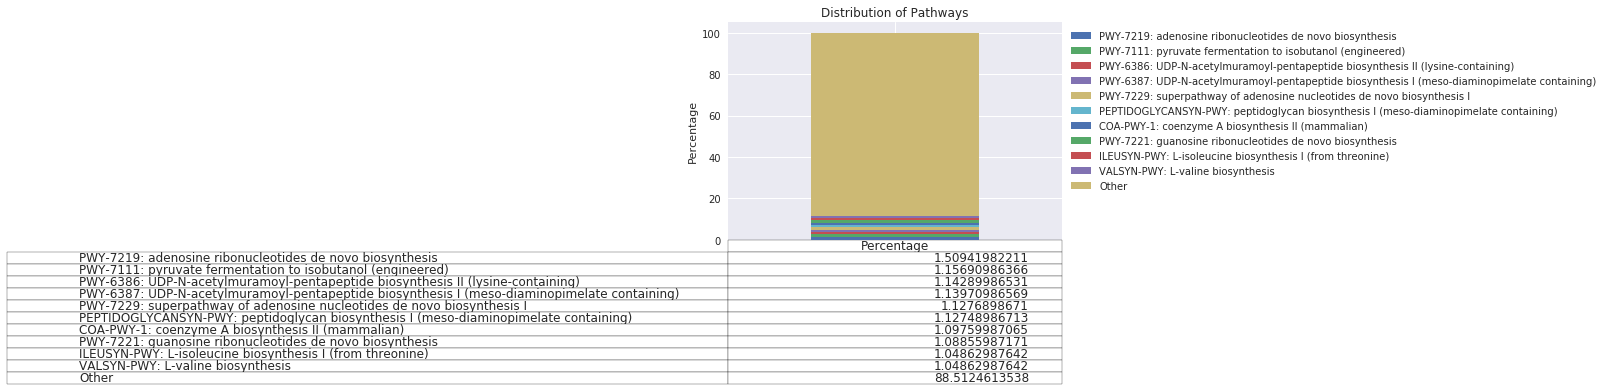 Distribution of Pathways
100
80
60
40
20
0
Percentage
PWY-7219: adenosine ribonucleotides de novo biosynthesis
PWY-7111: pyruvate fermentation to isobutanol (engineered)
PWY-6386: UDP-N-acetylmuramoyl-pentapeptide biosynthesis II (lysine-containing)
PWY-6387: UDP-N-acetylmuramoyl-pentapeptide biosynthesis I (meso-diaminopimelate containing)
PWY-7229: superpathway of adenosine nucleotides de novo biosynthesis I
PEPTIDOGLYCANSYN-PWY: peptidoglycan biosynthesis I (meso-diaminopimelate containing)
COA-PWY-1: coenzyme A biosynthesis II (mammalian)
PWY-7221: guanosine ribonucleotides de novo biosynthesis
ILEUSYN-PWY: L-isoleucine biosynthesis I (from threonine)
VALSYN-PWY: L-valine biosynthesis
Other
Percentage
PWY-7219: adenosine ribonucleotides de novo biosynthesis 1.50941982211
PWY-7111: pyruvate fermentation to isobutanol (engineered) 1.15690986366
PWY-6386: UDP-N-acetylmuramoyl-pentapeptide biosynthesis II (lysine-containing) 1.14289986531
PWY-6387: UDP-N-acetylmuramoyl-pentapeptide biosynthesis I (meso-diaminopimelate containing) 1.13970986569
PWY-7229: superpathway of adenosine nucleotides de novo biosynthesis I 1.1276898671
PEPTIDOGLYCANSYN-PWY: peptidoglycan biosynthesis I (meso-diaminopimelate containing) 1.12748986713
COA-PWY-1: coenzyme A biosynthesis II (mammalian) 1.09759987065
PWY-7221: guanosine ribonucleotides de novo biosynthesis 1.08855987171
ILEUSYN-PWY: L-isoleucine biosynthesis I (from threonine) 1.04862987642
VALSYN-PWY: L-valine biosynthesis 1.04862987642
Other 88.5124613538